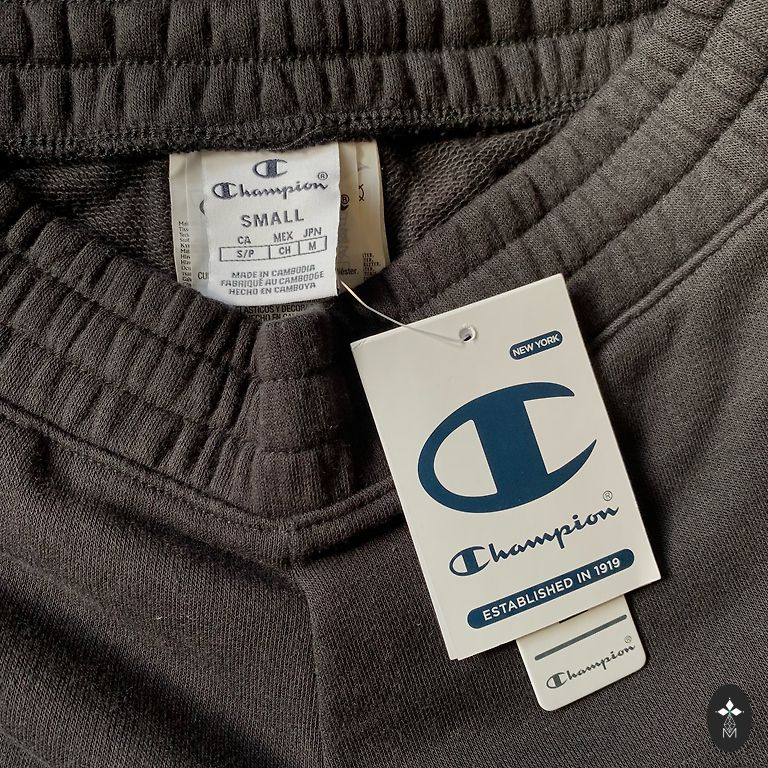 Champion®
SMALL
CA MEX JPN
S/P CH M
MADE IN CAMBODIA
FABRIQUÉ AU CAMBODGE
HECHO EN CAMBOYA
NEW YORK
Champion®
ESTABLISHED IN 1919
Champion®
M